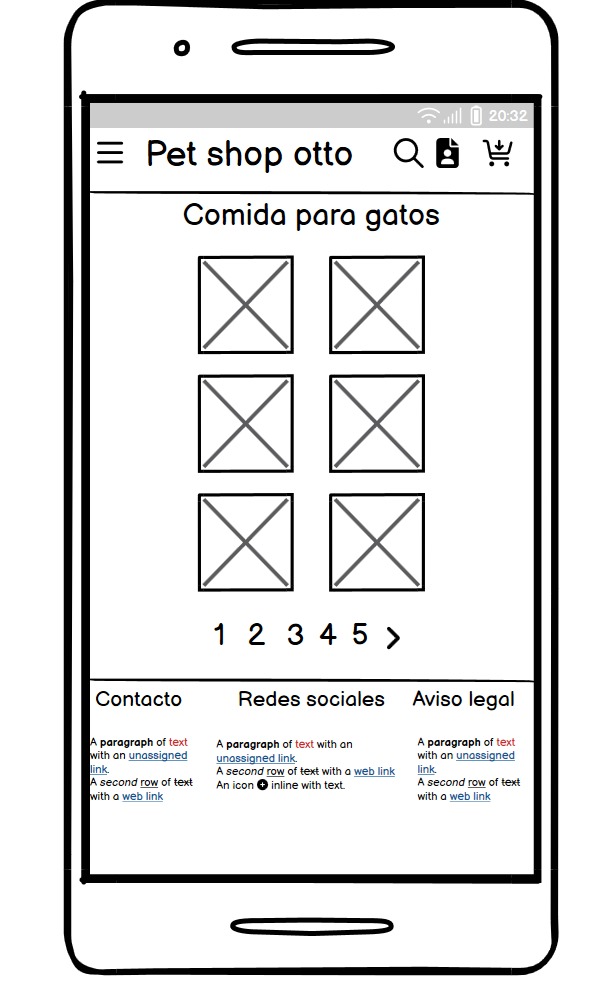 20:32
Pet shop otto
Comida para gatos
1 2 3 4 5
Contacto
A paragraph of text
with an unassigned
link.
A second row of text
with a web link
Redes sociales
A paragraph of text with an
unassigned link.
A second row of text with a web link
An icon inline with text.
Aviso legal
A paragraph of text
with an unassigned
link.
A second row of text
with a web link